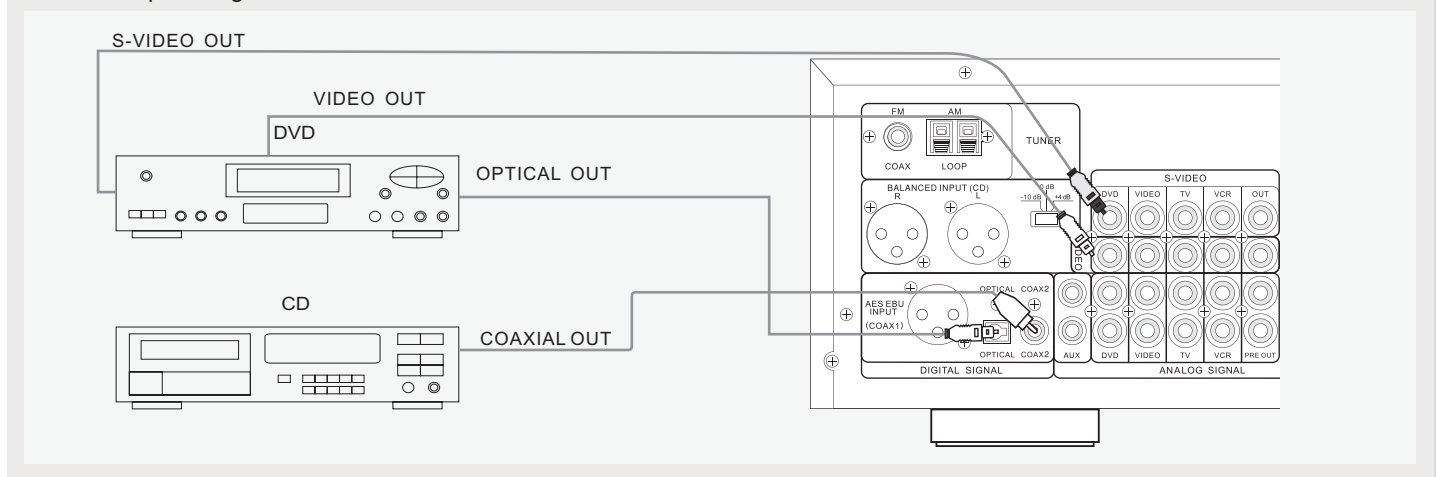 S-VIDEO OUT
VIDEO OUT
DVD
OPTICAL OUT
CD
COAXIAL OUT
FM
AM
COAX
LOOP
TUNER
BALANCED INPUT (CD)
R
L
0 dB
-10 dB
+4 dB
S-VIDEO
DVD
VIDEO
TV
VCR
OUT
AES EBU
INPUT
(COAX1)
OPTICAL
COAX2
OPTICAL
COAX2
AUX
DVD
VIDEO
TV
VCR
PRE OUT
DIGITAL SIGNAL
ANALOG SIGNAL